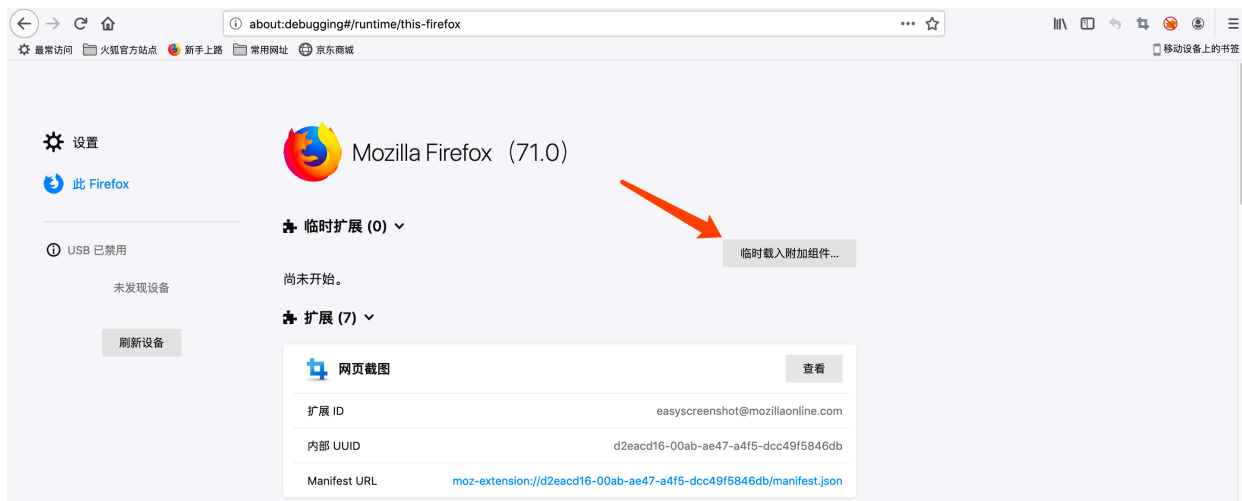 about:debugging#/runtime/this-firefox
最常访问 火狐官方站点 新手上路 常用网址 京东商城 移动设备上的书签
设置
此 Firefox
USB 已禁用
未发现设备
刷新设备
Mozilla Firefox（71.0）
临时扩展 (0)
临时载入附加组件...
尚未开始。
扩展 (7)
网页截图 查看
扩展 ID easyscreenshot@mozillaonline.com
内部 UUID d2eacd16-00ab-ae47-a4f5-dcc49f5846db
Manifest URL moz-extension://d2eacd16-00ab-ae47-a4f5-dcc49f5846db/manifest.json